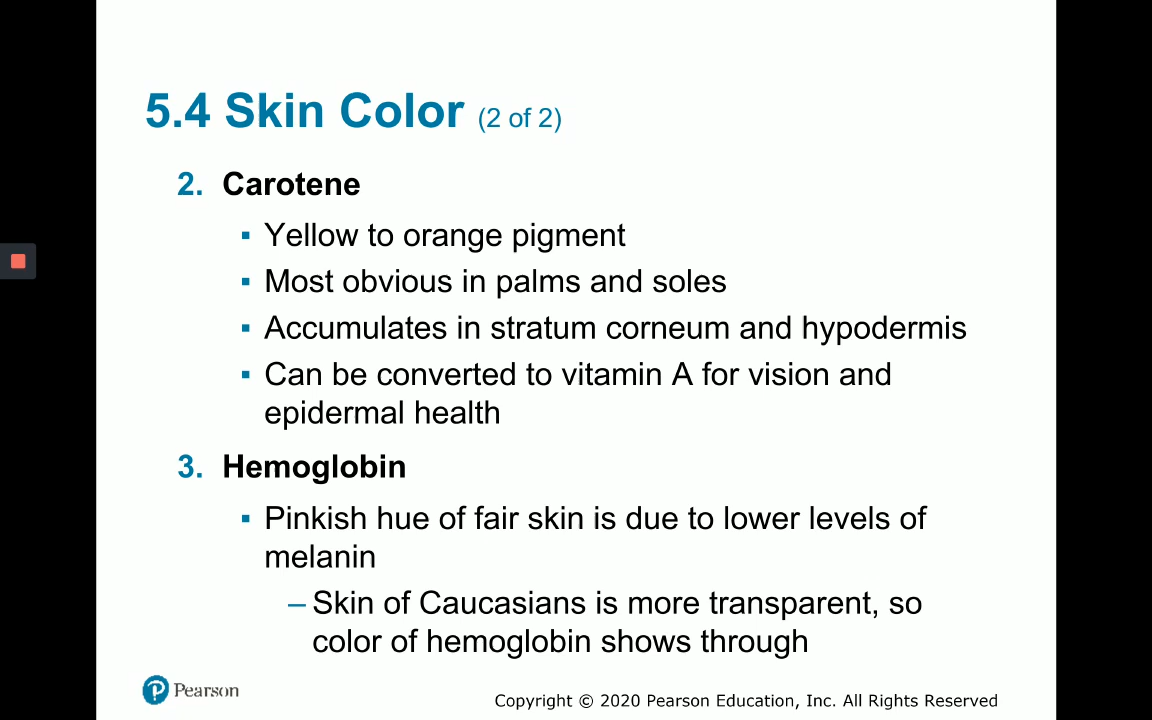 5.4 Skin Color (2 of 2)
2. Carotene
▪ Yellow to orange pigment
▪ Most obvious in palms and soles
▪ Accumulates in stratum corneum and hypodermis
▪ Can be converted to vitamin A for vision and
epidermal health
3. Hemoglobin
▪ Pinkish hue of fair skin is due to lower levels of
melanin
– Skin of Caucasians is more transparent, so
color of hemoglobin shows through
P Pearson
Copyright © 2020 Pearson Education, Inc. All Rights Reserved